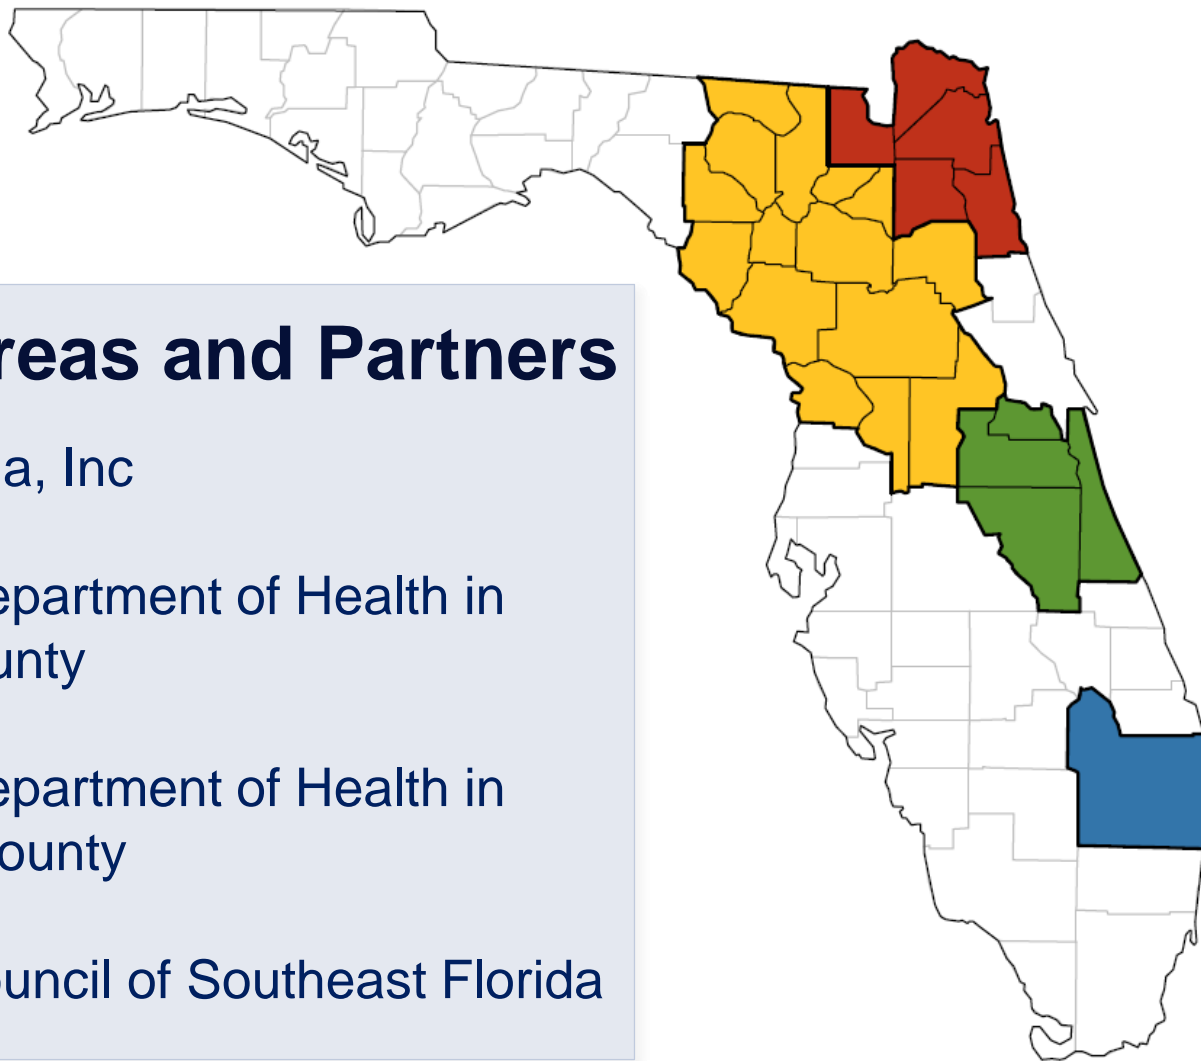 reas and Partners
a, Inc
epartment of Health in
unty
epartment of Health in
ounty
uncil of Southeast Florida